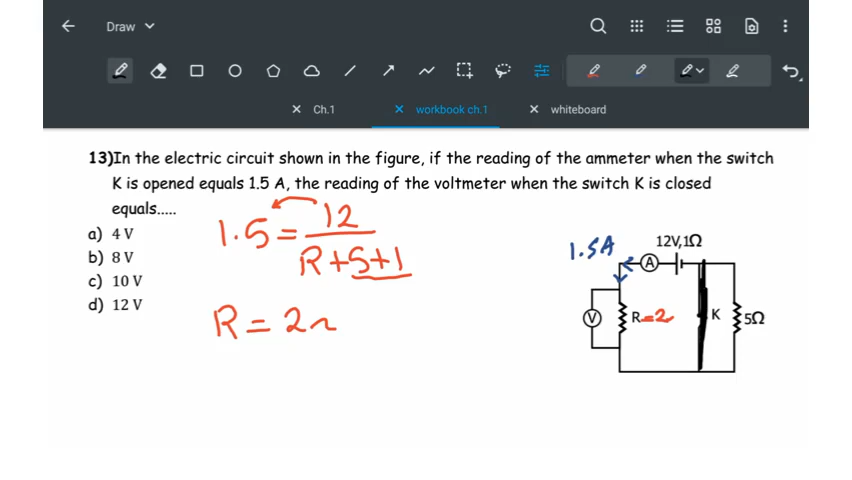 Draw
Ch.1
workbook ch.1
whiteboard
13)In the electric circuit shown in the figure, if the reading of the ammeter when the switch
K is opened equals 1.5 A, the reading of the voltmeter when the switch K is closed
equals.....
a) 4 V
b) 8 V
c) 10 V
d) 12 V
1.5 = 12 / R+5+1
R = 2Ω
1.5A
12V,1Ω
A
V
R=2
K
5Ω